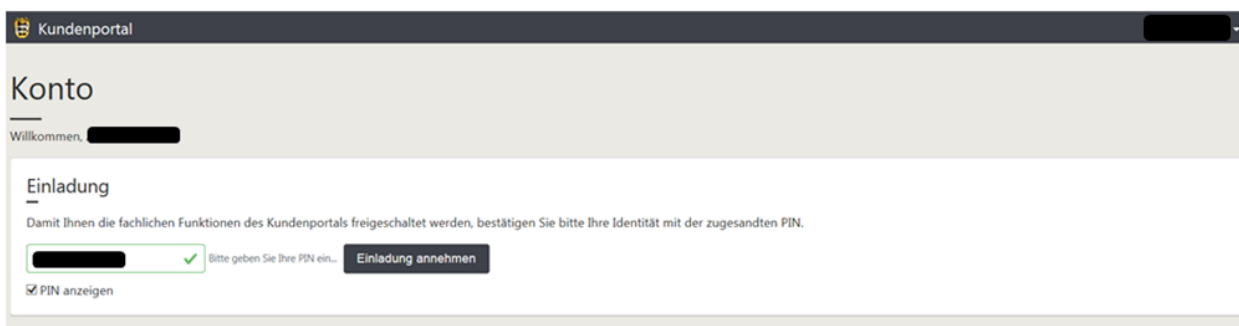 Kundenportal
Konto
Willkommen,
Einladung
Damit Ihnen die fachlichen Funktionen des Kundenportals freigeschaltet werden, bestätigen Sie bitte Ihre Identität mit der zugesandten PIN.
Bitte geben Sie Ihre PIN ein... Einladung annehmen
PIN anzeigen